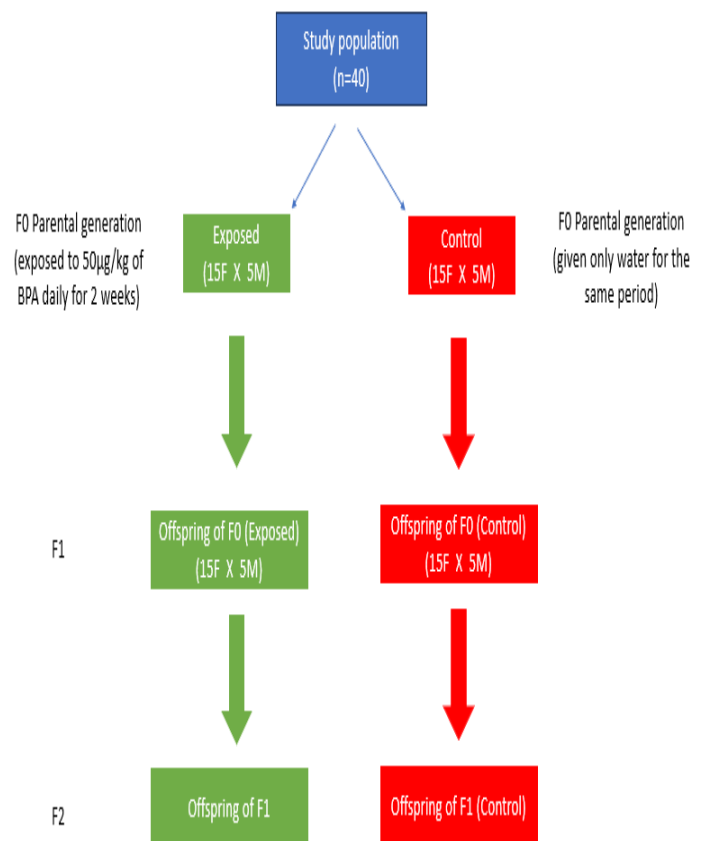 Study population
(n=40)
F0 Parental generation
(exposed to 50µg/kg of
BPA daily for 2 weeks)
Exposed
(15F X 5M)
Control
(15F X 5M)
F0 Parental generation
(given only water for the
same period)
F1
Offspring of F0 (Exposed)
(15F X 5M)
Offspring of F0 (Control)
(15F X 5M)
F2
Offspring of F1
Offspring of F1 (Control)